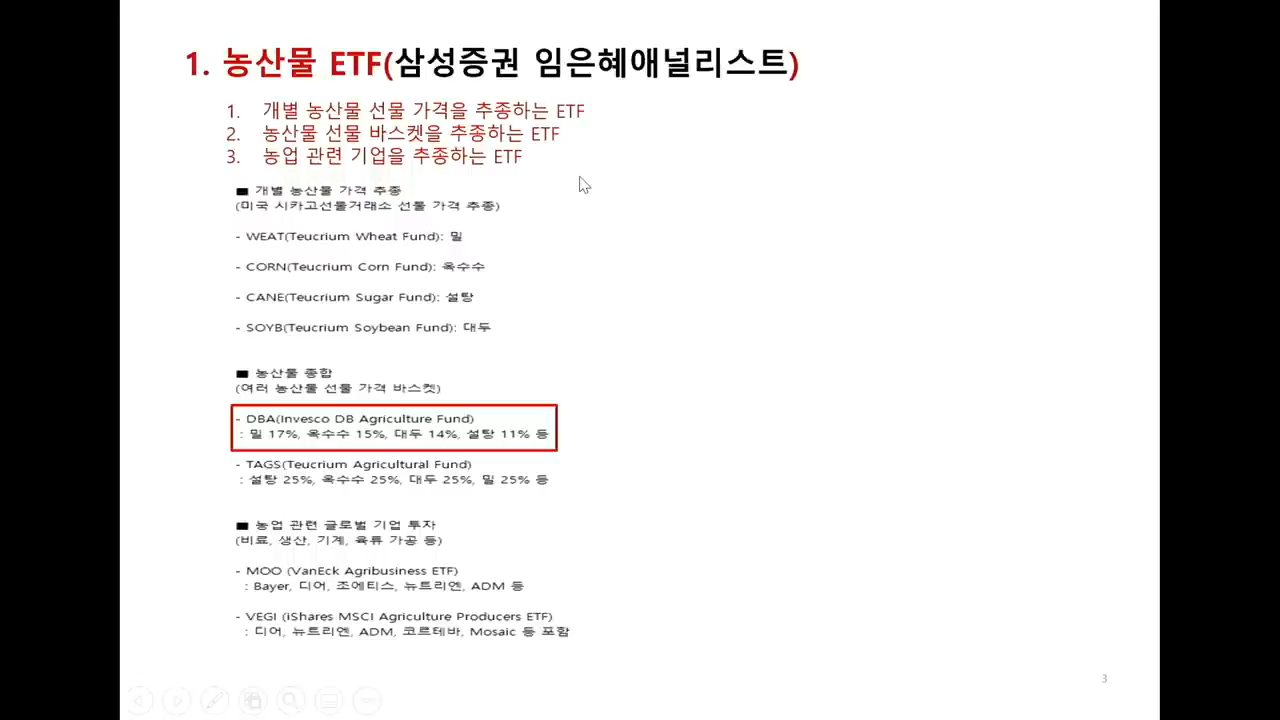 1. 농산물 ETF(삼성증권 임은혜애널리스트)
1. 개별 농산물 선물 가격을 추종하는 ETF
2. 농산물 선물 바스켓을 추종하는 ETF
3. 농업 관련 기업을 추종하는 ETF
■ 개별 농산물 가격 추종
(미국 시카고선물거래소 선물 가격 추종)
- WEAT(Teucrium Wheat Fund): 밀
- CORN(Teucrium Corn Fund): 옥수수
- CANE(Teucrium Sugar Fund): 설탕
- SOYB(Teucrium Soybean Fund): 대두
■ 농산물 종합
(여러 농산물 선물 가격 바스켓)
- DBA(Invesco DB Agriculture Fund)
: 밀 17%, 옥수수 15%, 대두 14%, 설탕 11% 등
- TAGS(Teucrium Agricultural Fund)
: 설탕 25%, 옥수수 25%, 대두 25%, 밀 25% 등
■ 농업 관련 글로벌 기업 투자
(비료, 생산, 기계, 육류 가공 등)
- MOO (VanEck Agribusiness ETF)
: Bayer, 디어, 조에티스, 뉴트리엔, ADM 등
- VEGI (iShares MSCI Agriculture Producers ETF)
: 디어, 뉴트리엔, ADM, 코르테바, Mosaic 등 포함
3